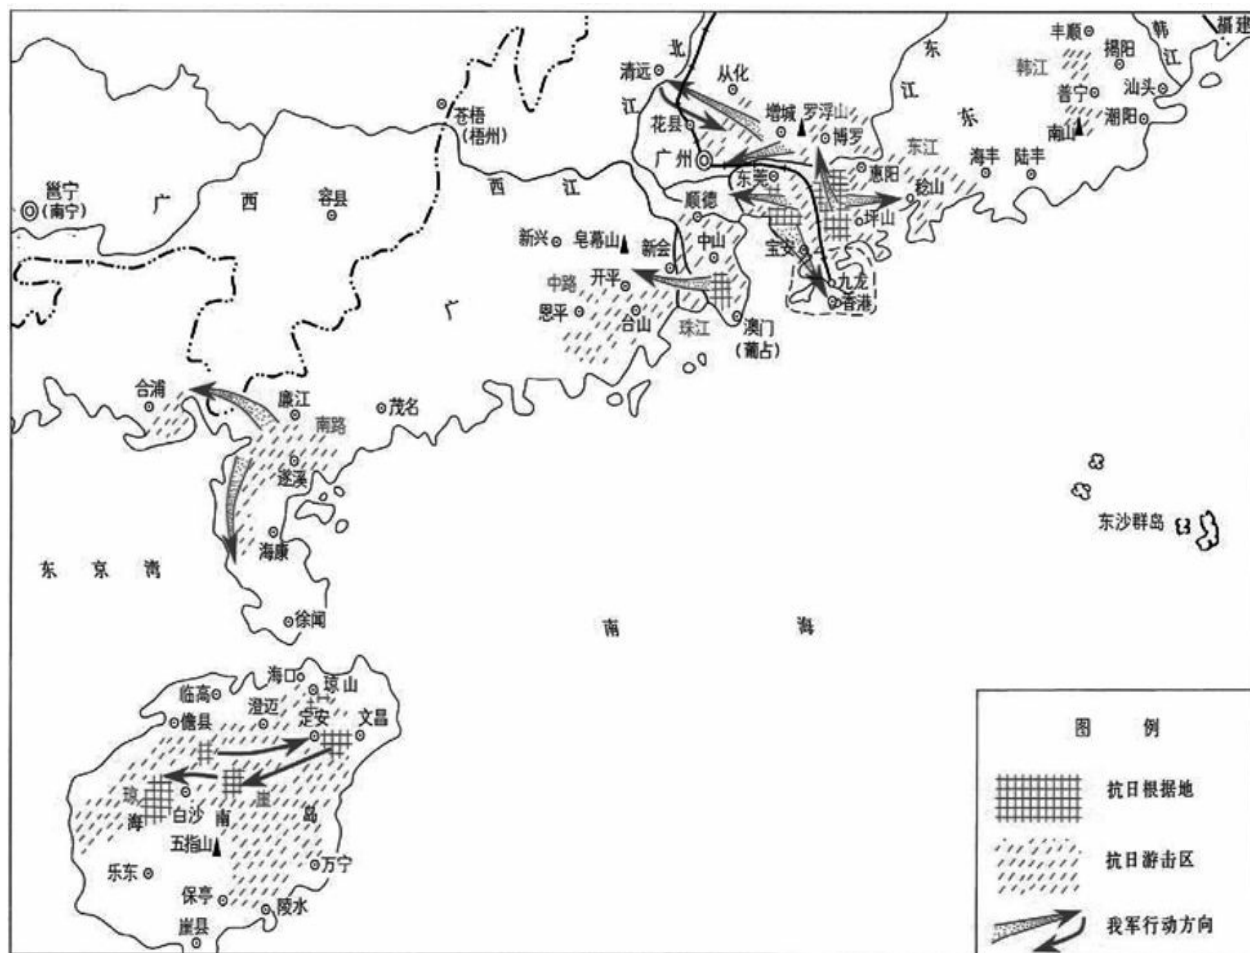 福建
丰顺
韩
江
揭阳
韩江
普宁
汕头
潮阳
南山
北
江
清远
从化
花县
增城
罗浮山
博罗
东
江
广州
东莞
惠阳
东江
稔山
海丰
陆丰
坪山
顺德
宝安
九龙
香港
中山
新会
澳门
(葡占)
珠江
苍梧
(梧州)
西 江
邕宁
(南宁)
广 西
容县
新兴
皂幕山
中路
开平
恩平
台山
广
东
合浦
廉江
南路
茂名
遂溪
海康
徐闻
东 京 湾
南 海
东沙群岛
海口
琼山
临高
澄迈
定安
文昌
儋县
琼
崖
白沙
海 南 岛
五指山
乐东
万宁
保亭
陵水
崖县
图 例
抗日根据地
抗日游击区
我军行动方向